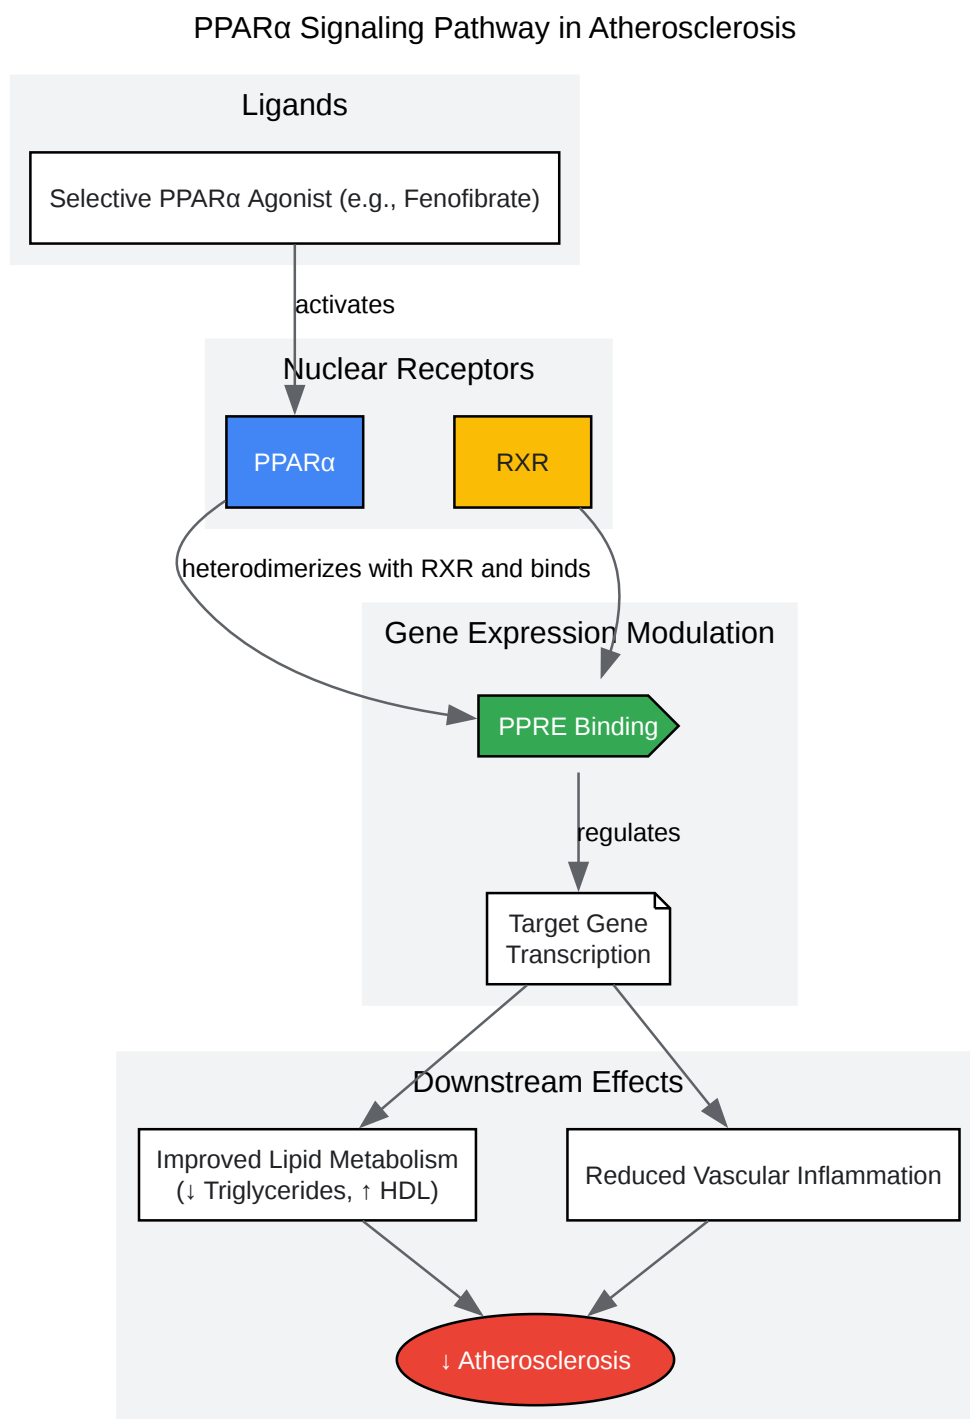 PPARα Signaling Pathway in Atherosclerosis
Ligands
Selective PPARα Agonist (e.g., Fenofibrate)
activates
Nuclear Receptors
PPARα
RXR
heterodimerizes with RXR and binds
Gene Expression Modulation
PPRE Binding
regulates
Target Gene
Transcription
Downstream Effects
Improved Lipid Metabolism
(↓ Triglycerides, ↑ HDL)
Reduced Vascular Inflammation
↓ Atherosclerosis